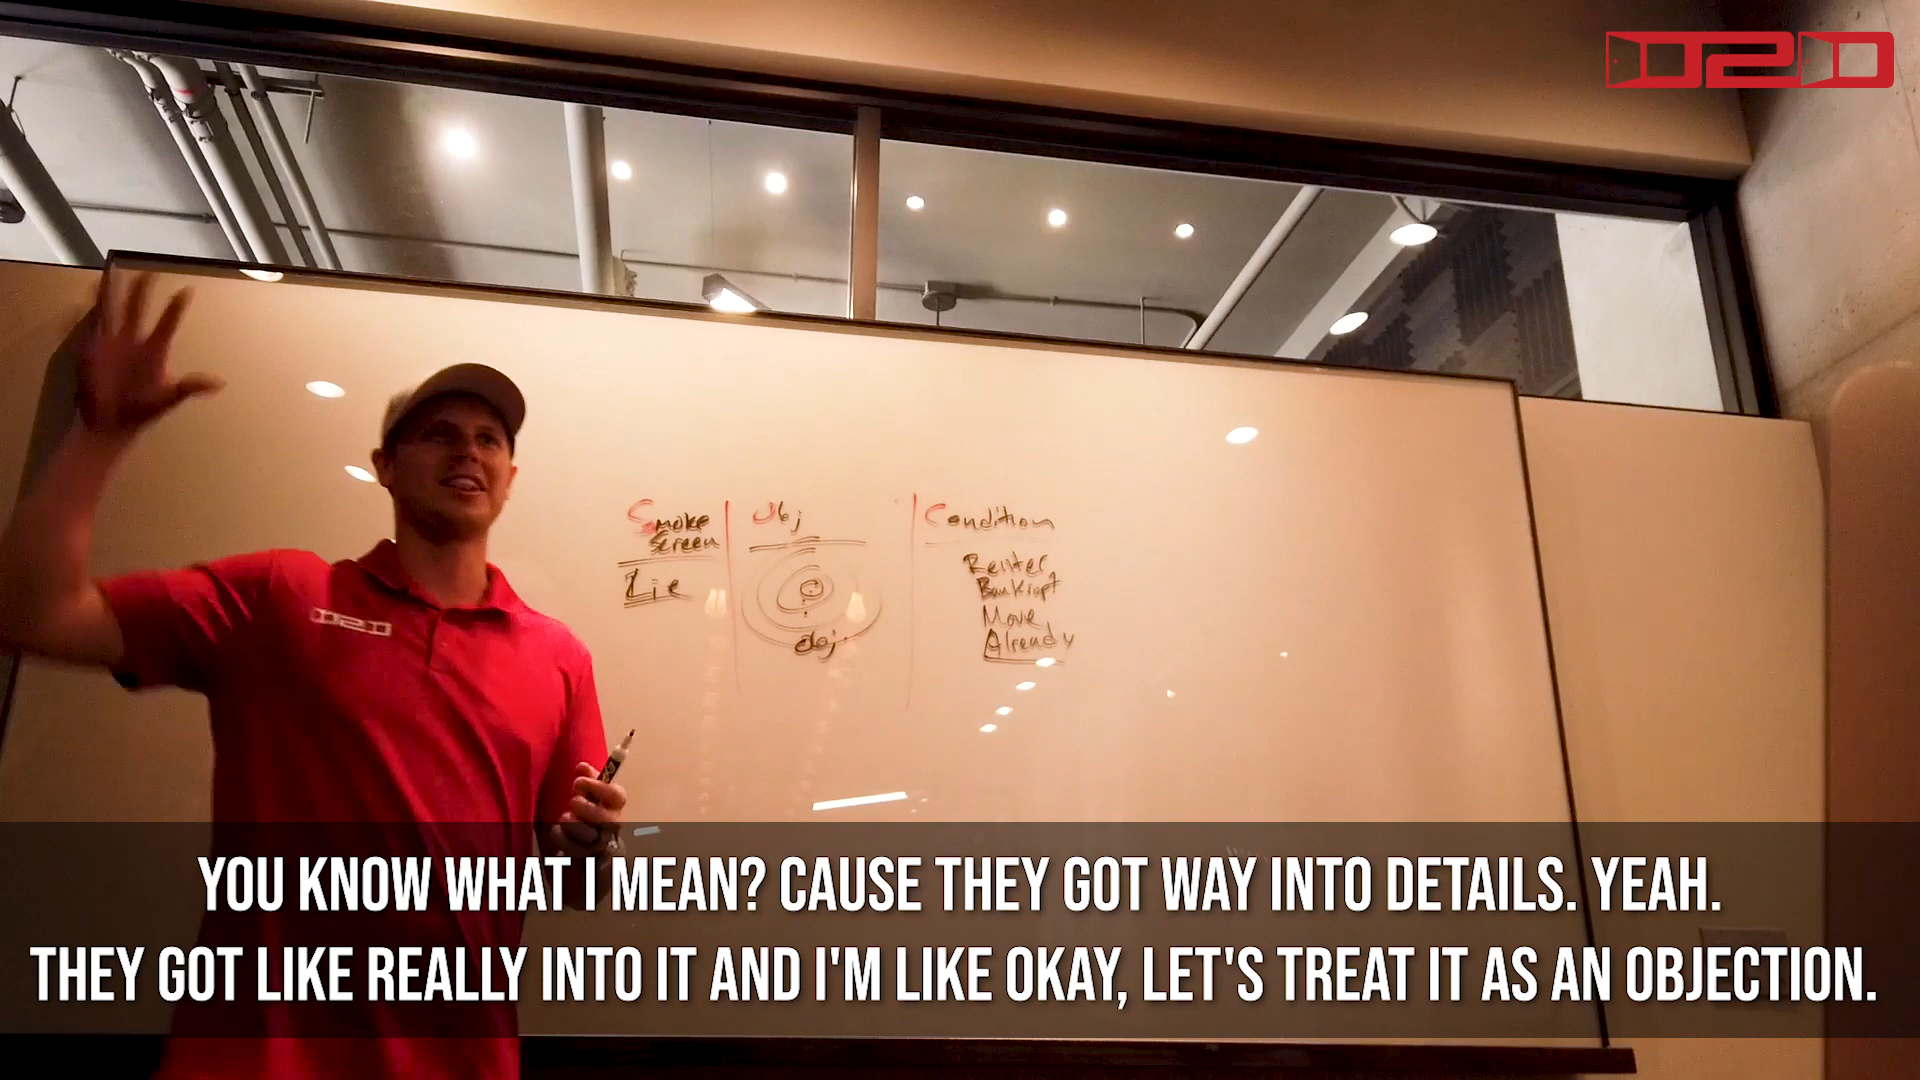 D2D
Smoke
Screen
Lie
Obj
Obj.
Condition
Renter
Bankrupt
Move
Already
D2D
YOU KNOW WHAT I MEAN? CAUSE THEY GOT WAY INTO DETAILS. YEAH.
THEY GOT LIKE REALLY INTO IT AND I'M LIKE OKAY, LET'S TREAT IT AS AN OBJECTION.